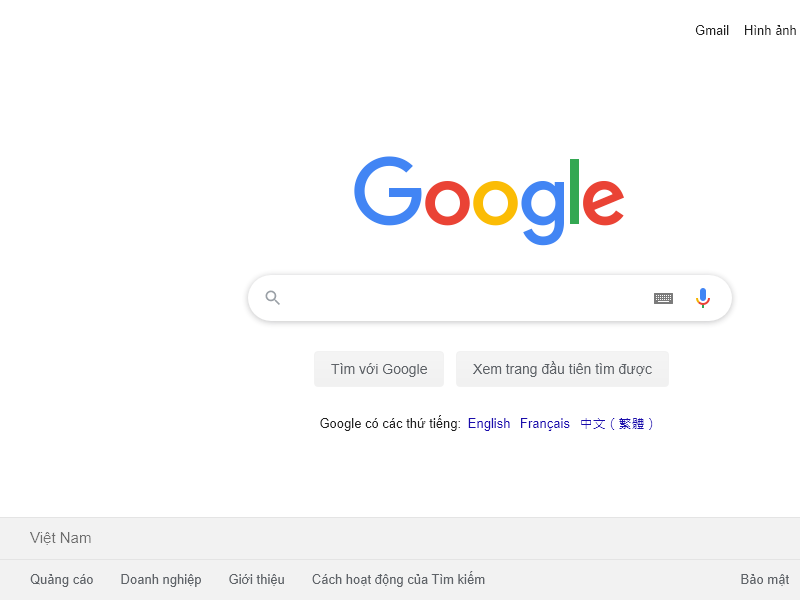 Gmail Hình ảnh
Google
Tìm với Google Xem trang đầu tiên tìm được
Google có các thứ tiếng: English Français 中文 ( 繁體 )
Việt Nam
Quảng cáo Doanh nghiệp Giới thiệu Cách hoạt động của Tìm kiếm Bảo mật